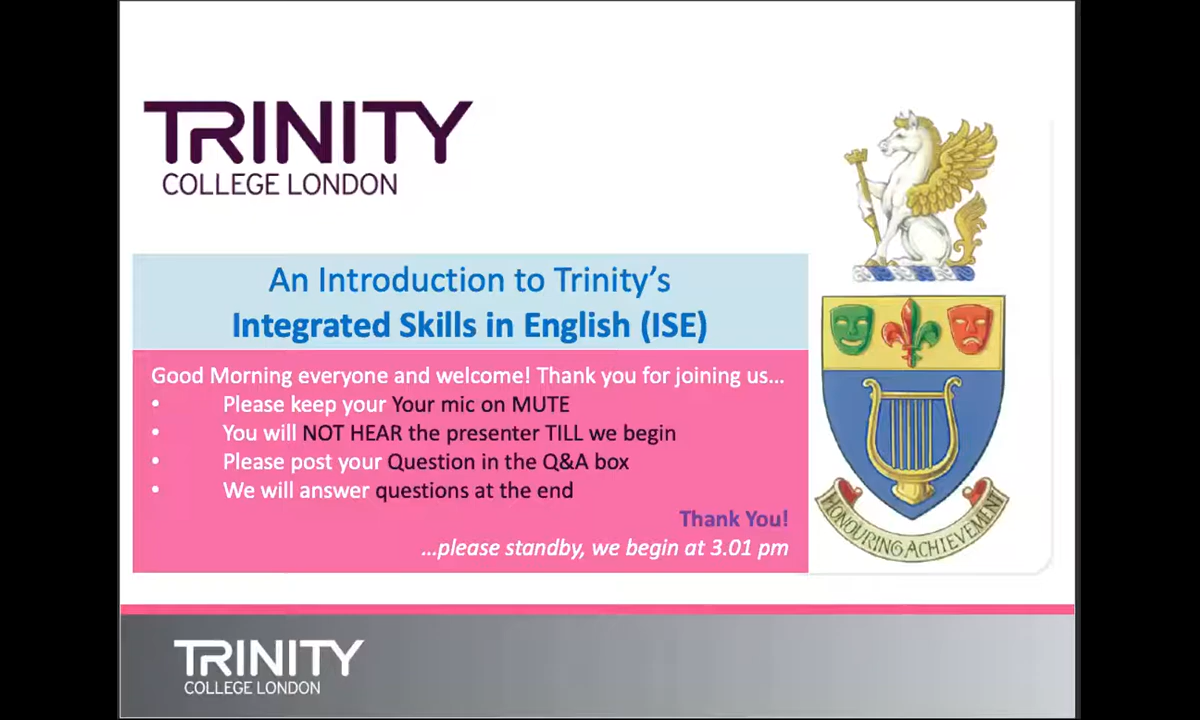 TRINITY
COLLEGE LONDON
An Introduction to Trinity's
Integrated Skills in English (ISE)
Good Morning everyone and welcome! Thank you for joining us...
• Please keep your Your mic on MUTE
• You will NOT HEAR the presenter TILL we begin
• Please post your Question in the Q&A box
• We will answer questions at the end
Thank You!
...please standby, we begin at 3.01 pm
HONOURING ACHIEVEMENT
TRINITY
COLLEGE LONDON